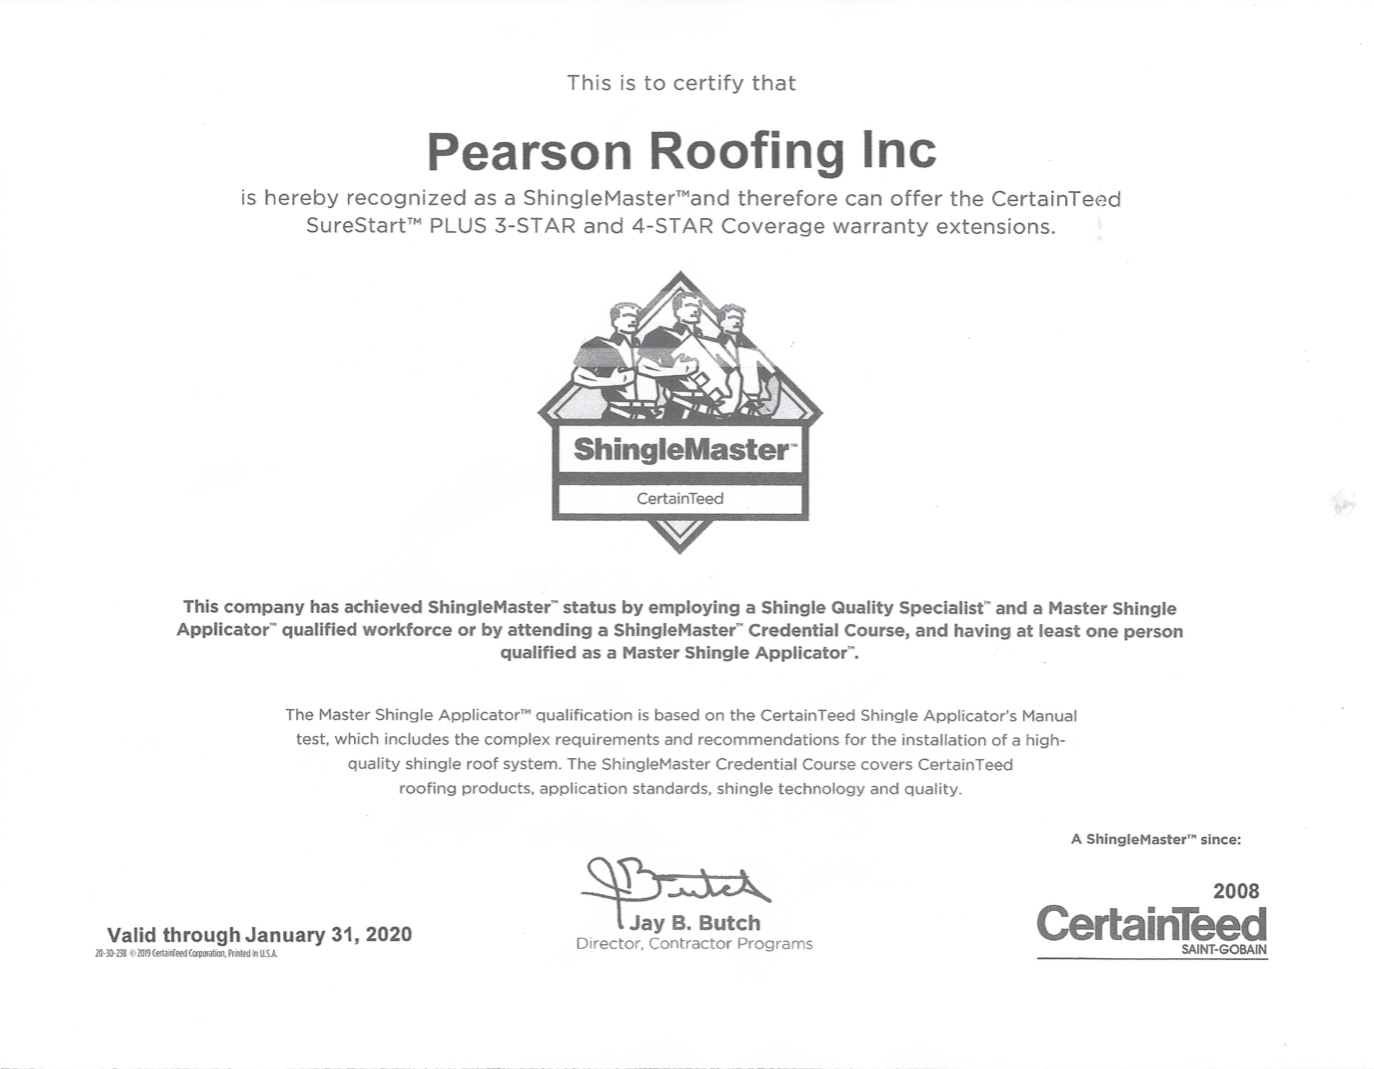 This is to certify that
Pearson Roofing Inc
is hereby recognized as a ShingleMaster™and therefore can offer the CertainTeed
SureStart™ PLUS 3-STAR and 4-STAR Coverage warranty extensions.
ShingleMaster™
CertainTeed
This company has achieved ShingleMaster™ status by employing a Shingle Quality Specialist™ and a Master Shingle
Applicator™ qualified workforce or by attending a ShingleMaster™ Credential Course, and having at least one person
qualified as a Master Shingle Applicator™.
The Master Shingle Applicator™ qualification is based on the CertainTeed Shingle Applicator's Manual
test, which includes the complex requirements and recommendations for the installation of a high-
quality shingle roof system. The ShingleMaster Credential Course covers CertainTeed
roofing products, application standards, shingle technology and quality.
A ShingleMaster™ since:
2008
J Butch
Jay B. Butch
Director, Contractor Programs
Valid through January 31, 2020
20-30-238 © 2019 CertainTeed Corporation, Printed in U.S.A.
CertainTeed
SAINT-GOBAIN